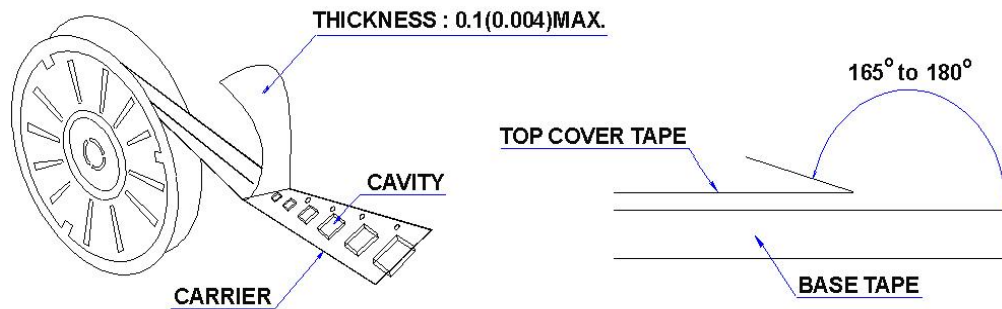 THICKNESS : 0.1(0.004)MAX.
165° to 180°
TOP COVER TAPE
CAVITY
CARRIER
BASE TAPE